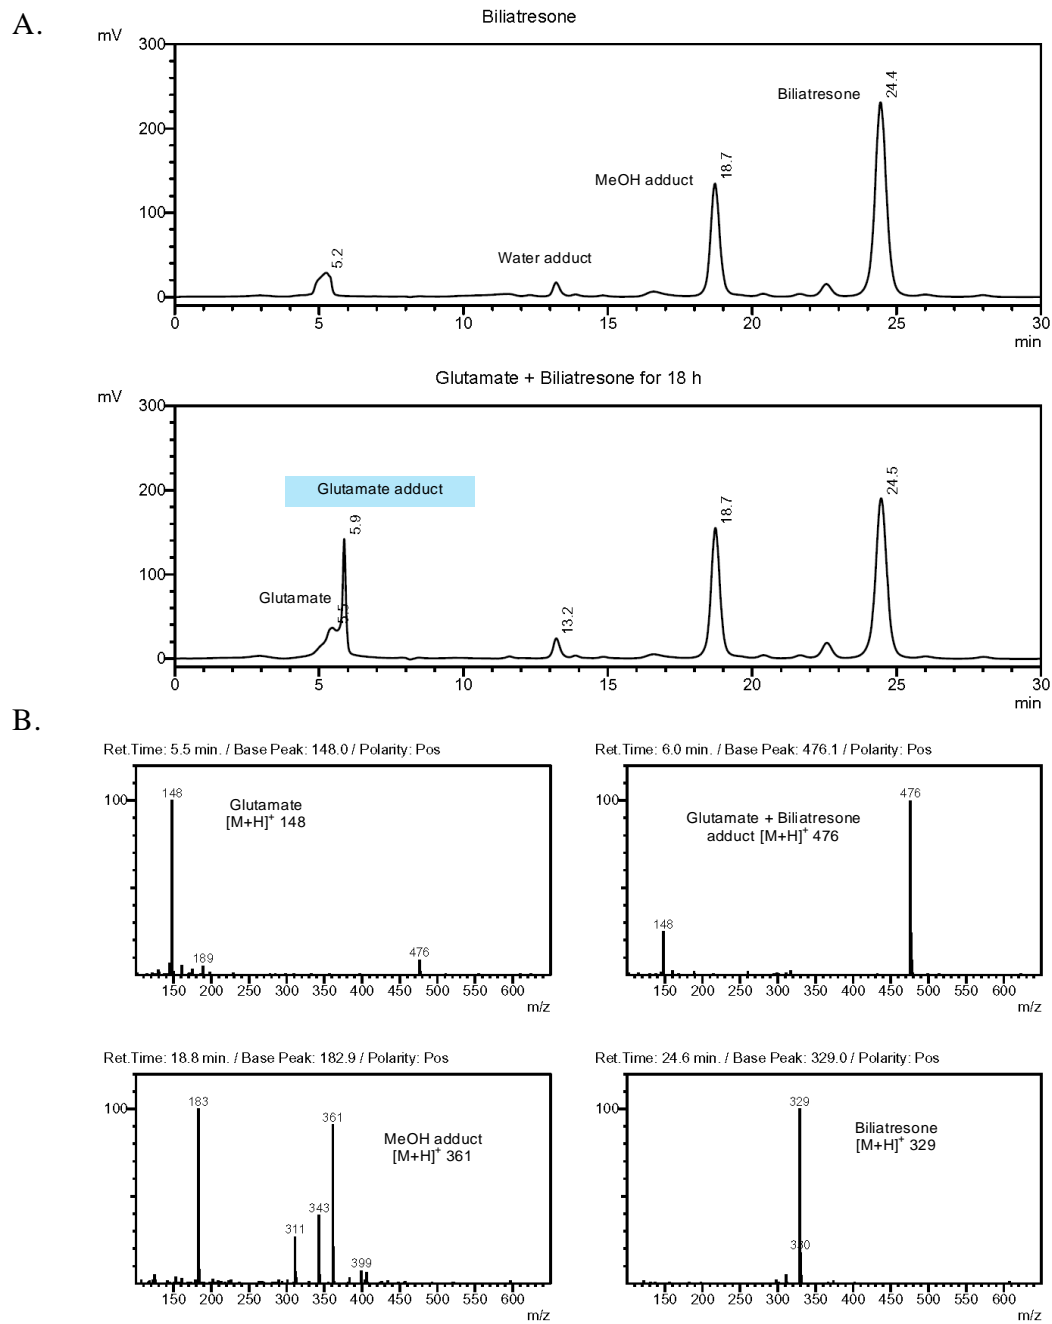 A.
Biliatresone
mV
300
200
100
0
5.2
Water adduct
MeOH adduct
18.7
Biliatresone
24.4
0 5 10 15 20 25 30
min
Glutamate + Biliatresone for 18 h
mV
300
200
100
0
Glutamate adduct
Glutamate
5.5
5.9
13.2
18.7
24.5
0 5 10 15 20 25 30
min
B.
Ret.Time: 5.5 min. / Base Peak: 148.0 / Polarity: Pos
100
148
189
476
Glutamate
[M+H]⁺ 148
150 200 250 300 350 400 450 500 550 600
m/z
Ret.Time: 6.0 min. / Base Peak: 476.1 / Polarity: Pos
100
148
476
Glutamate + Biliatresone
adduct [M+H]⁺ 476
150 200 250 300 350 400 450 500 550 600
m/z
Ret.Time: 18.8 min. / Base Peak: 182.9 / Polarity: Pos
100
183
311
343
361
399
MeOH adduct
[M+H]⁺ 361
150 200 250 300 350 400 450 500 550 600
m/z
Ret.Time: 24.6 min. / Base Peak: 329.0 / Polarity: Pos
100
329
330
Biliatresone
[M+H]⁺ 329
150 200 250 300 350 400 450 500 550 600
m/z